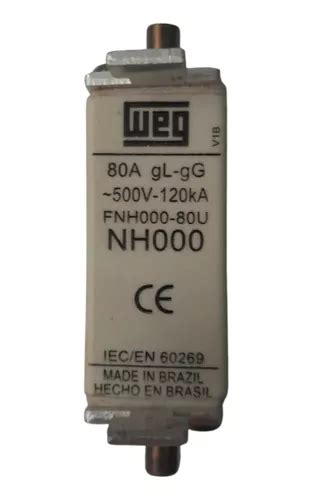 weg
V1B
80A gL-gG
~500V-120kA
FNH000-80U
NH000
CE
IEC/EN 60269
MADE IN BRAZIL
HECHO EN BRASIL